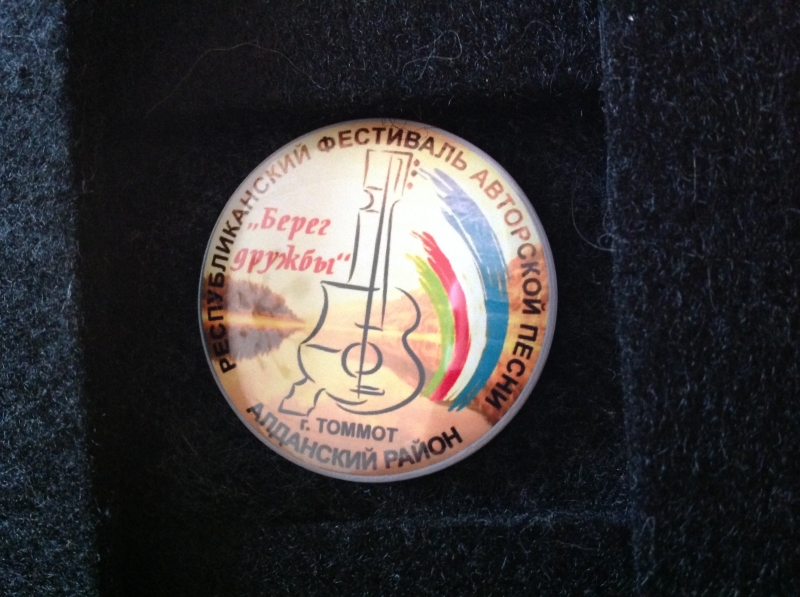 РЕСПУБЛИКАНСКИЙ ФЕСТИВАЛЬ АВТОРСКОЙ ПЕСНИ
„Берег
дружбы“
г. ТОММОТ
АЛДАНСКИЙ РАЙОН